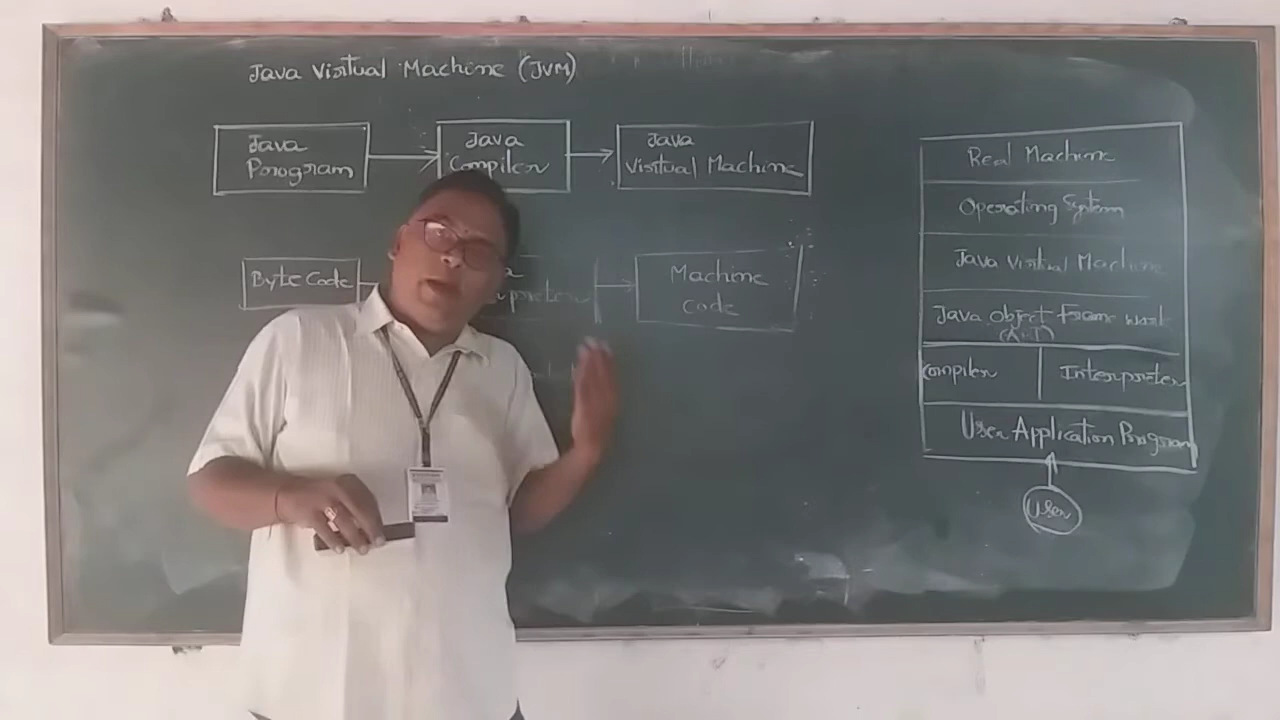 Java Virtual Machine (JVM)
Java
Program
Java
Compiler
Java
Virtual Machine
Byte Code
Machine
Code
Real Machine
Operating System
Java Virtual Machine
Java Object Frame Work
Compiler
Interpreter
User Application Program
User